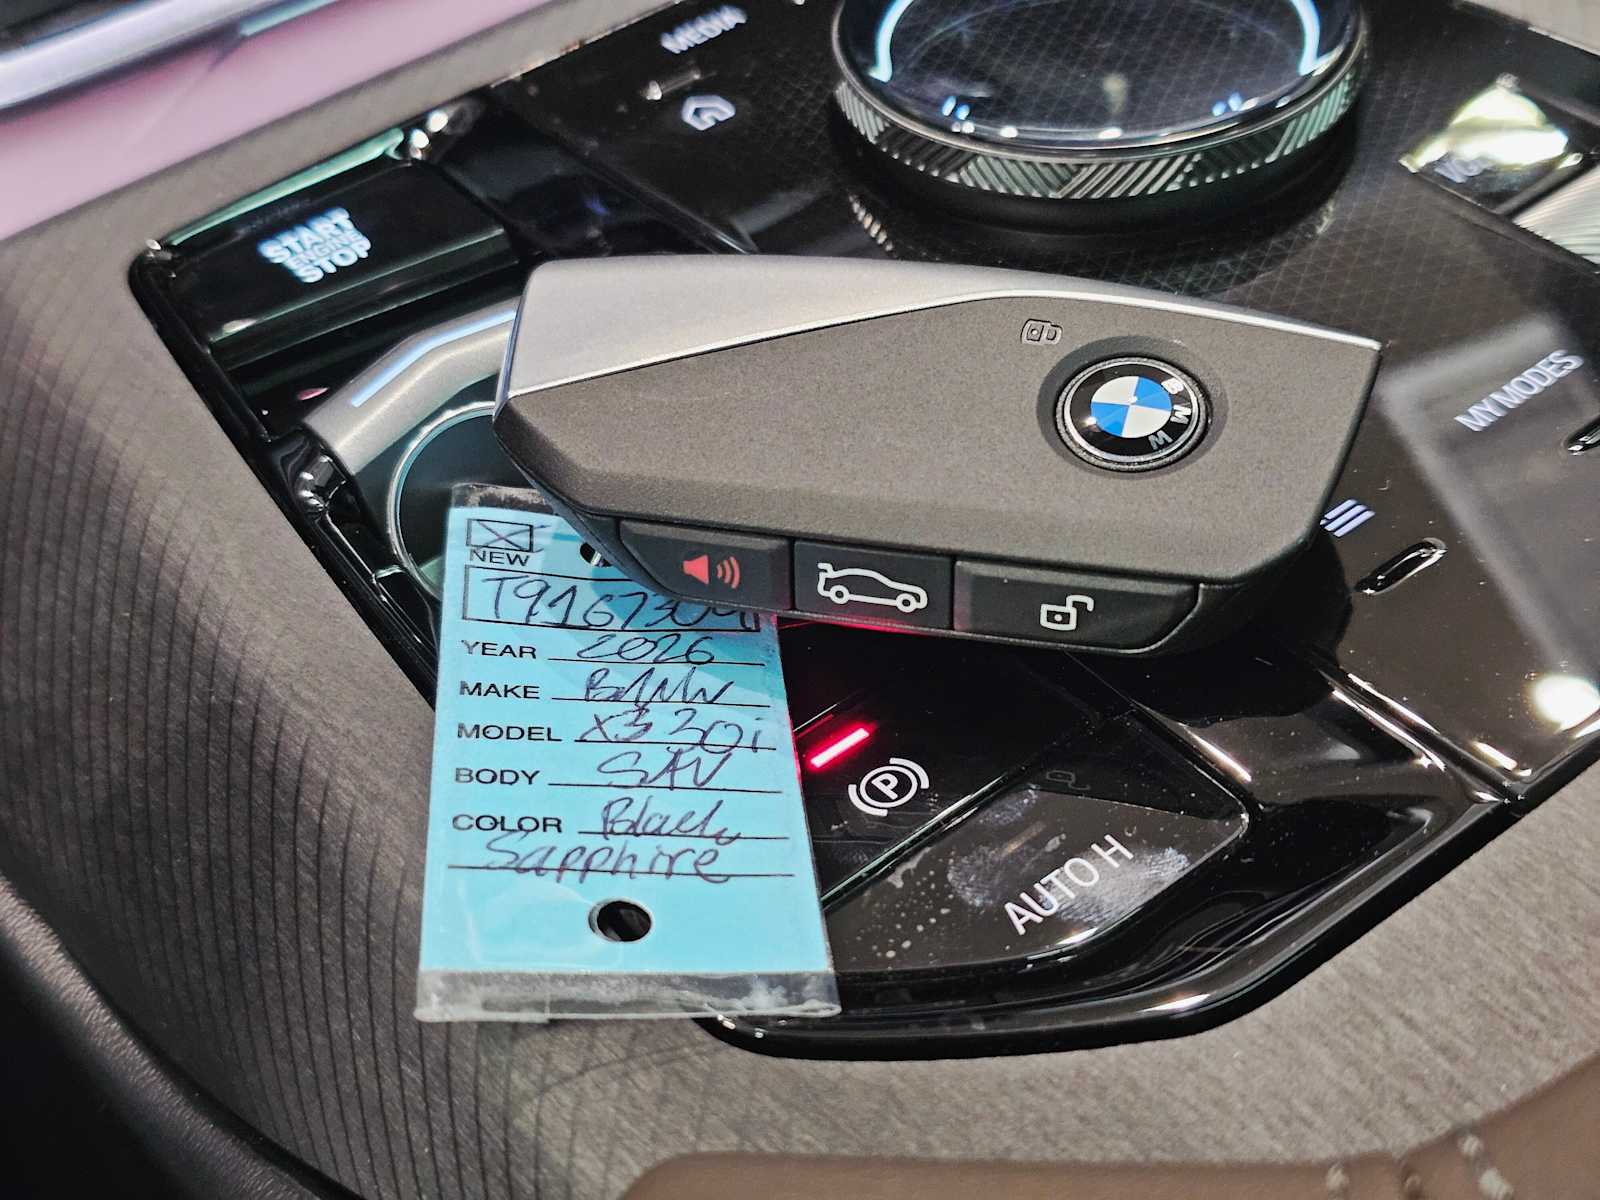 MEDIA
START
ENGINE
STOP
VOL
MY MODES
BMW
NEW
T9167304
YEAR 2026
MAKE BMW
MODEL X3 30i
BODY SAV
COLOR Black
Sapphire
P
AUTO H